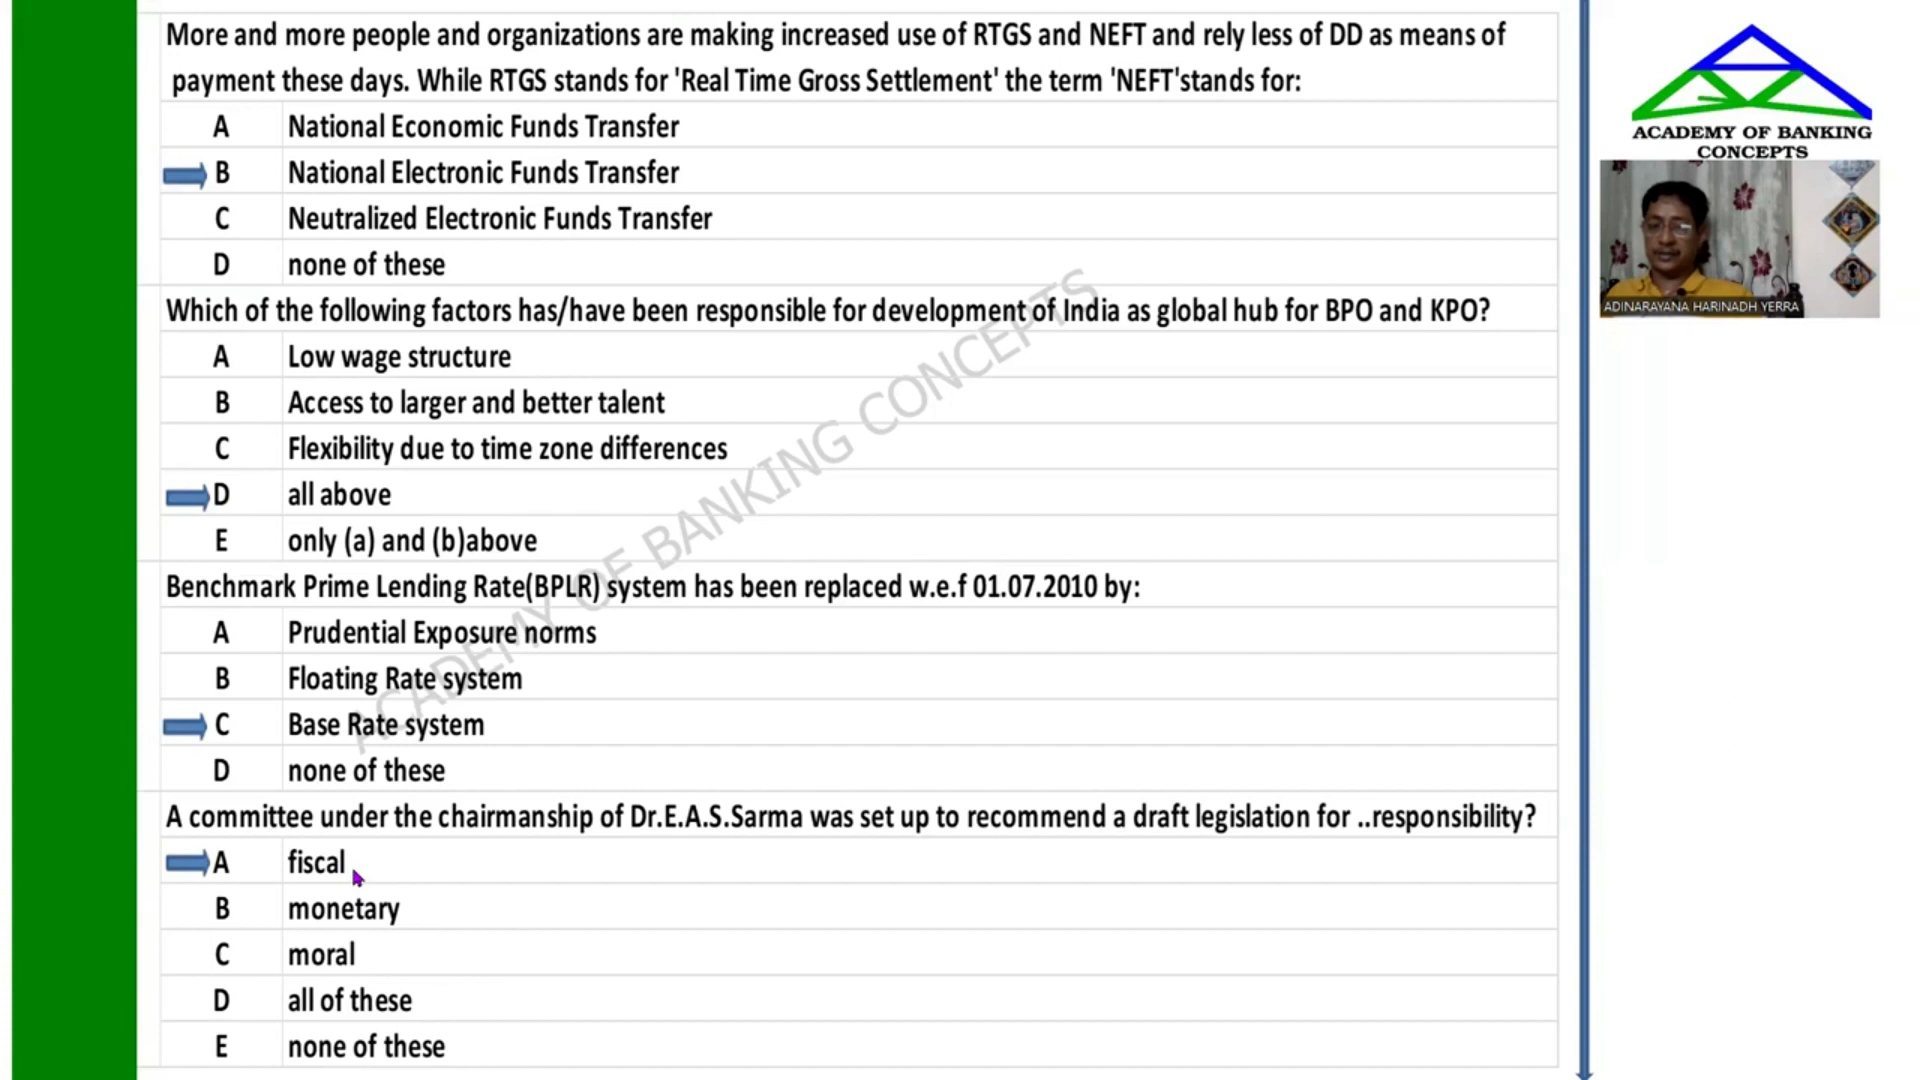 More and more people and organizations are making increased use of RTGS and NEFT and rely less of DD as means of
payment these days. While RTGS stands for 'Real Time Gross Settlement' the term 'NEFT'stands for:
A National Economic Funds Transfer
B National Electronic Funds Transfer
C Neutralized Electronic Funds Transfer
D none of these
Which of the following factors has/have been responsible for development of India as global hub for BPO and KPO?
A Low wage structure
B Access to larger and better talent
C Flexibility due to time zone differences
D all above
E only (a) and (b)above
Benchmark Prime Lending Rate(BPLR) system has been replaced w.e.f 01.07.2010 by:
A Prudential Exposure norms
B Floating Rate system
C Base Rate system
D none of these
A committee under the chairmanship of Dr.E.A.S.Sarma was set up to recommend a draft legislation for ..responsibility?
A fiscal
B monetary
C moral
D all of these
E none of these
ACADEMY OF BANKING CONCEPTS
ACADEMY OF BANKING
CONCEPTS
ADINARAYANA HARINADH YERRA